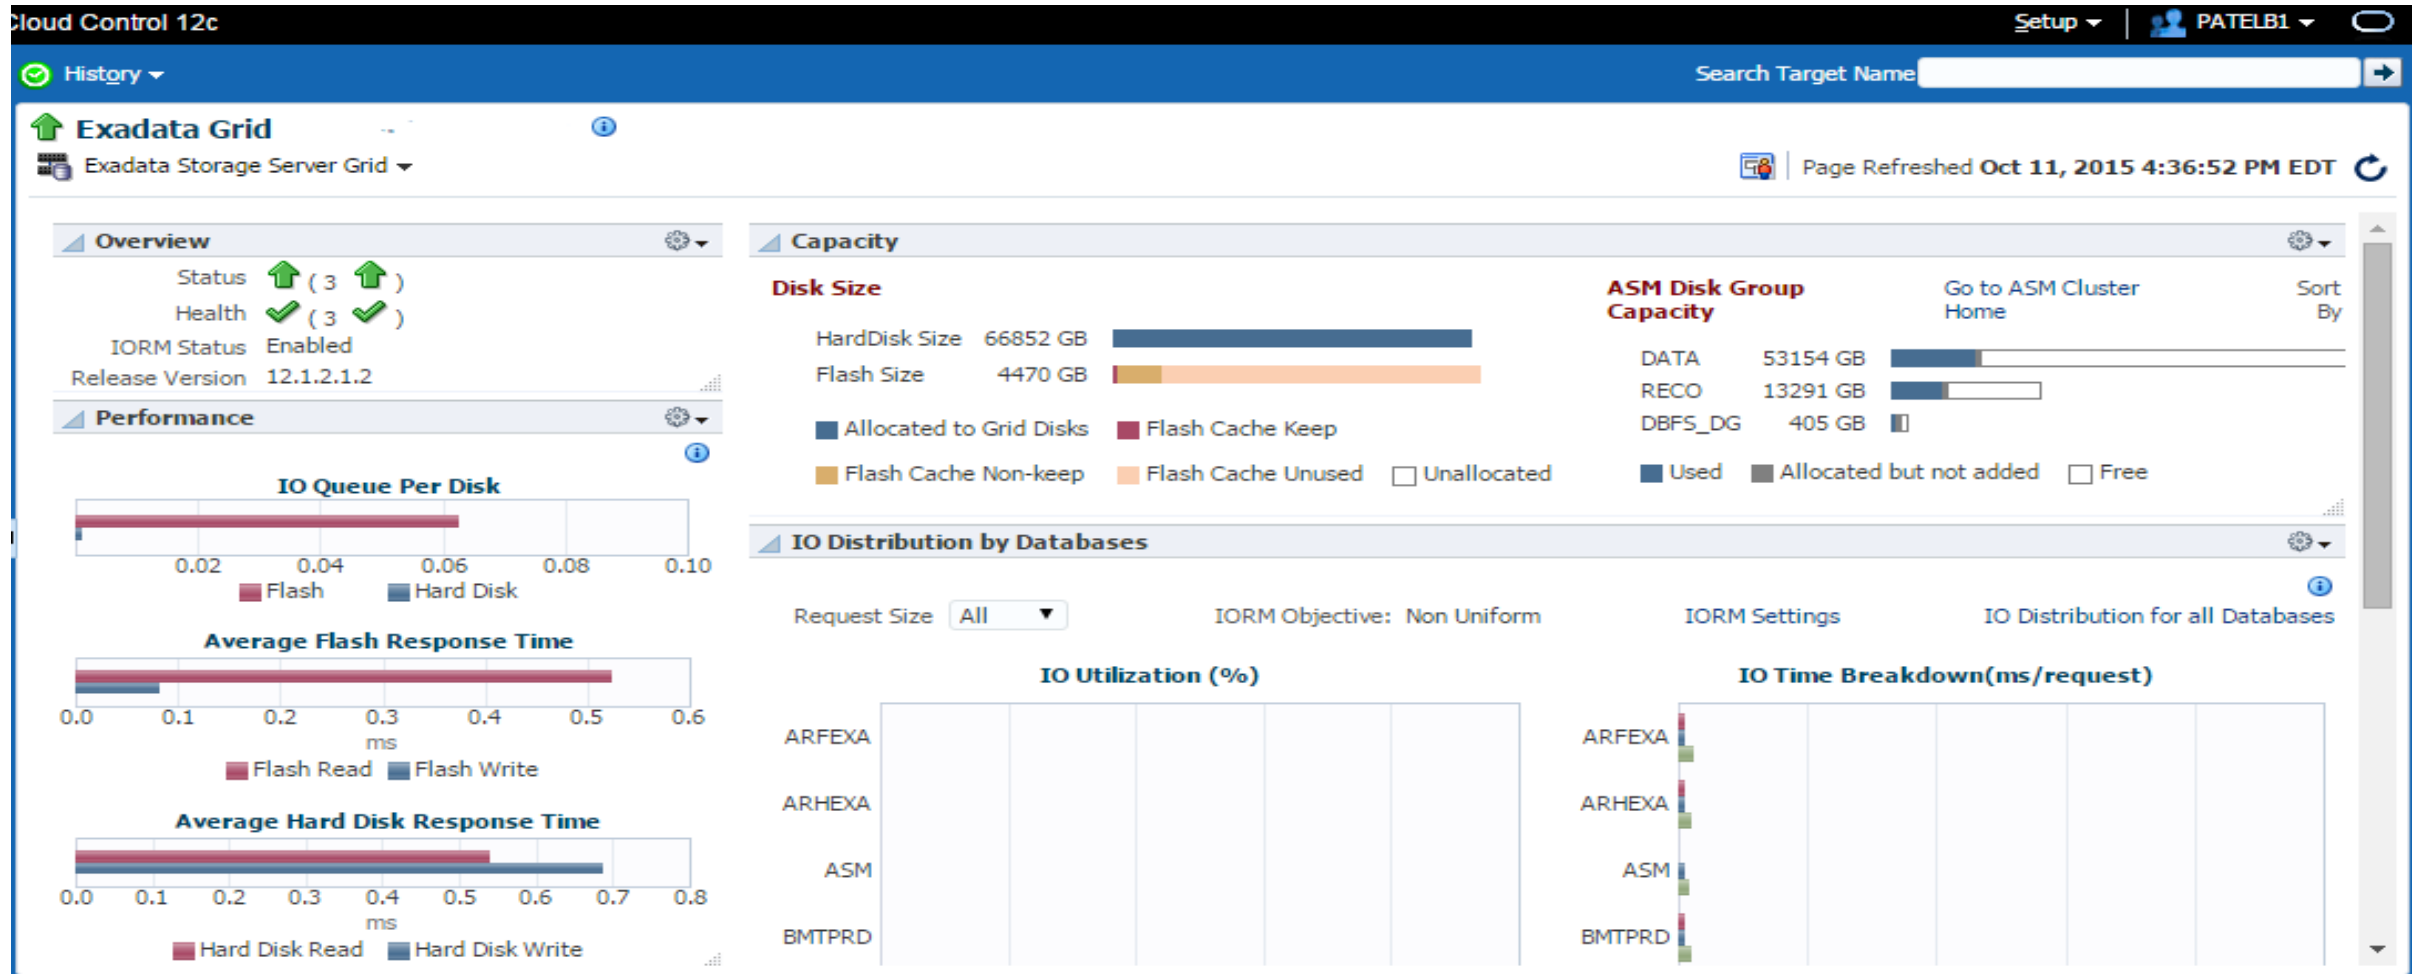 Cloud Control 12c
Setup PATELB1
History
Search Target Name
Exadata Grid
Exadata Storage Server Grid
Page Refreshed Oct 11, 2015 4:36:52 PM EDT
Overview
Status ( 3 )
Health ( 3 )
IORM Status Enabled
Release Version 12.1.2.1.2
Performance
IO Queue Per Disk
0.02 0.04 0.06 0.08 0.10
Flash Hard Disk
Average Flash Response Time
0.0 0.1 0.2 0.3 0.4 0.5 0.6
ms
Flash Read Flash Write
Average Hard Disk Response Time
0.0 0.1 0.2 0.3 0.4 0.5 0.6 0.7 0.8
ms
Hard Disk Read Hard Disk Write
Capacity
Disk Size
HardDisk Size 66852 GB
Flash Size 4470 GB
Allocated to Grid Disks Flash Cache Keep
Flash Cache Non-keep Flash Cache Unused Unallocated
ASM Disk Group
Capacity
Go to ASM Cluster
Home
Sort
By
DATA 53154 GB
RECO 13291 GB
DBFS_DG 405 GB
Used Allocated but not added Free
IO Distribution by Databases
Request Size All IORM Objective: Non Uniform IORM Settings IO Distribution for all Databases
IO Utilization (%)
ARFEXA
ARHEXA
ASM
BMTPRD
IO Time Breakdown(ms/request)
ARFEXA
ARHEXA
ASM
BMTPRD